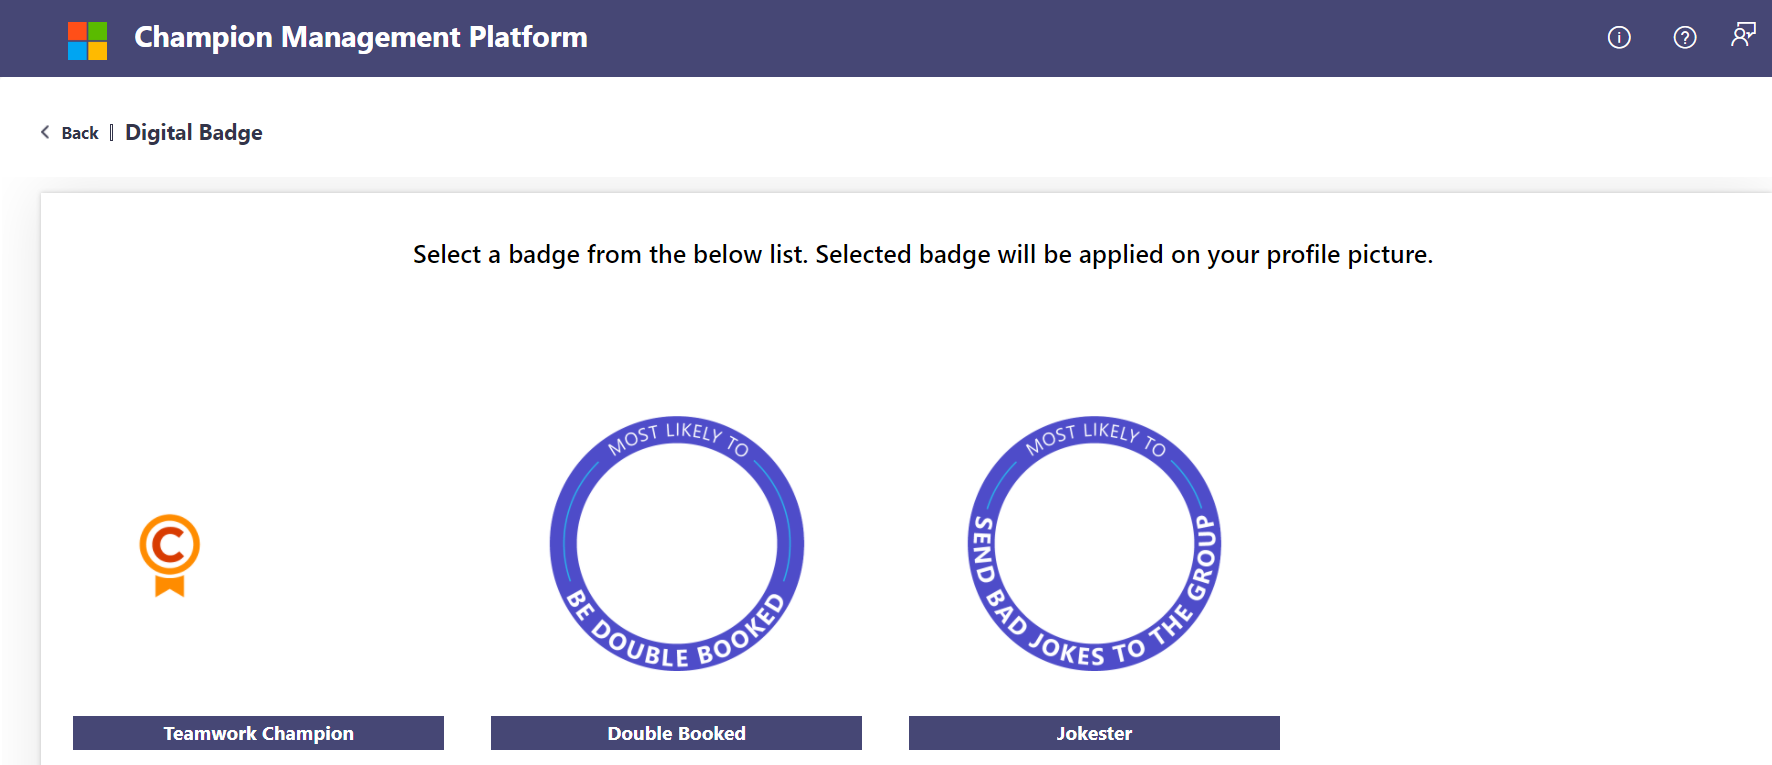 Champion Management Platform
Back | Digital Badge
Select a badge from the below list. Selected badge will be applied on your profile picture.
C
MOST LIKELY TO
BE DOUBLE BOOKED
MOST LIKELY TO
SEND BAD JOKES TO THE GROUP
Teamwork Champion
Double Booked
Jokester